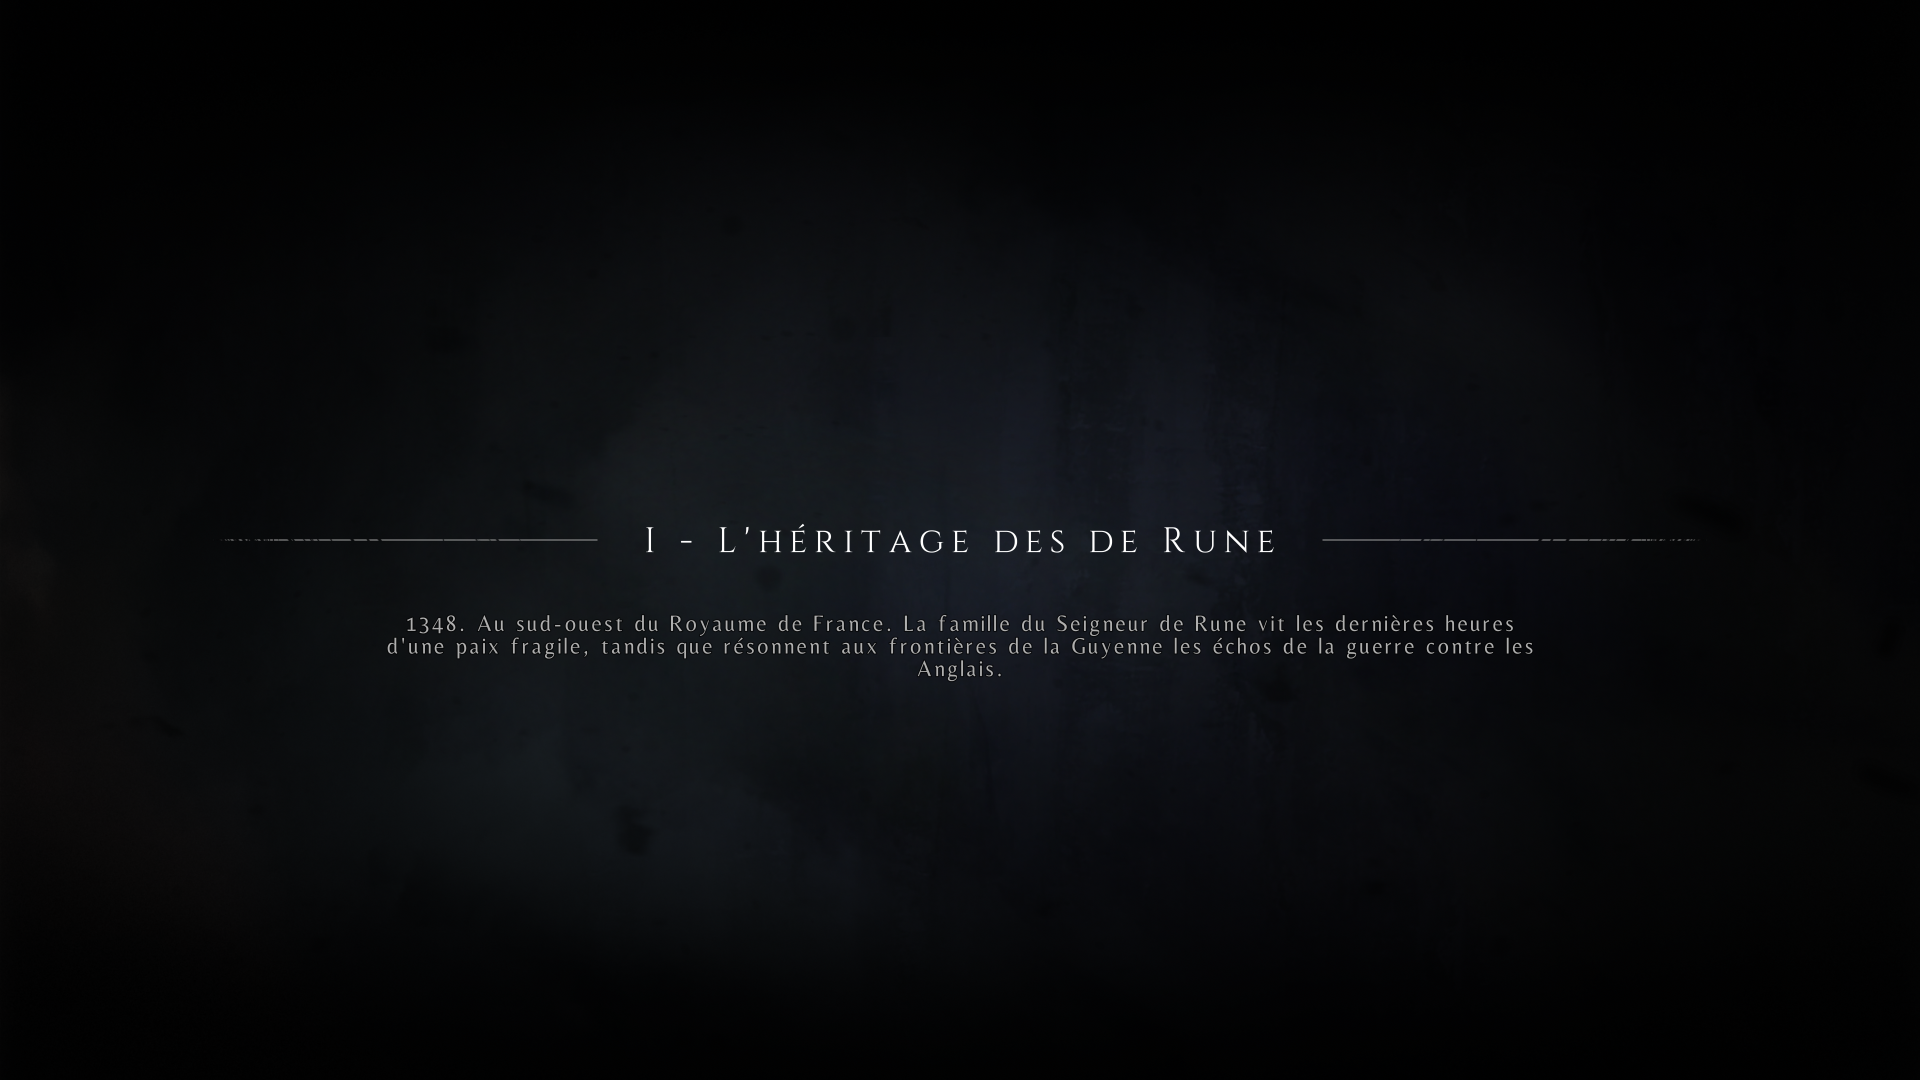 I - L'héritage des de Rune
1348. Au sud-ouest du Royaume de France. La famille du Seigneur de Rune vit les dernières heures
d'une paix fragile, tandis que résonnent aux frontières de la Guyenne les échos de la guerre contre les
Anglais.